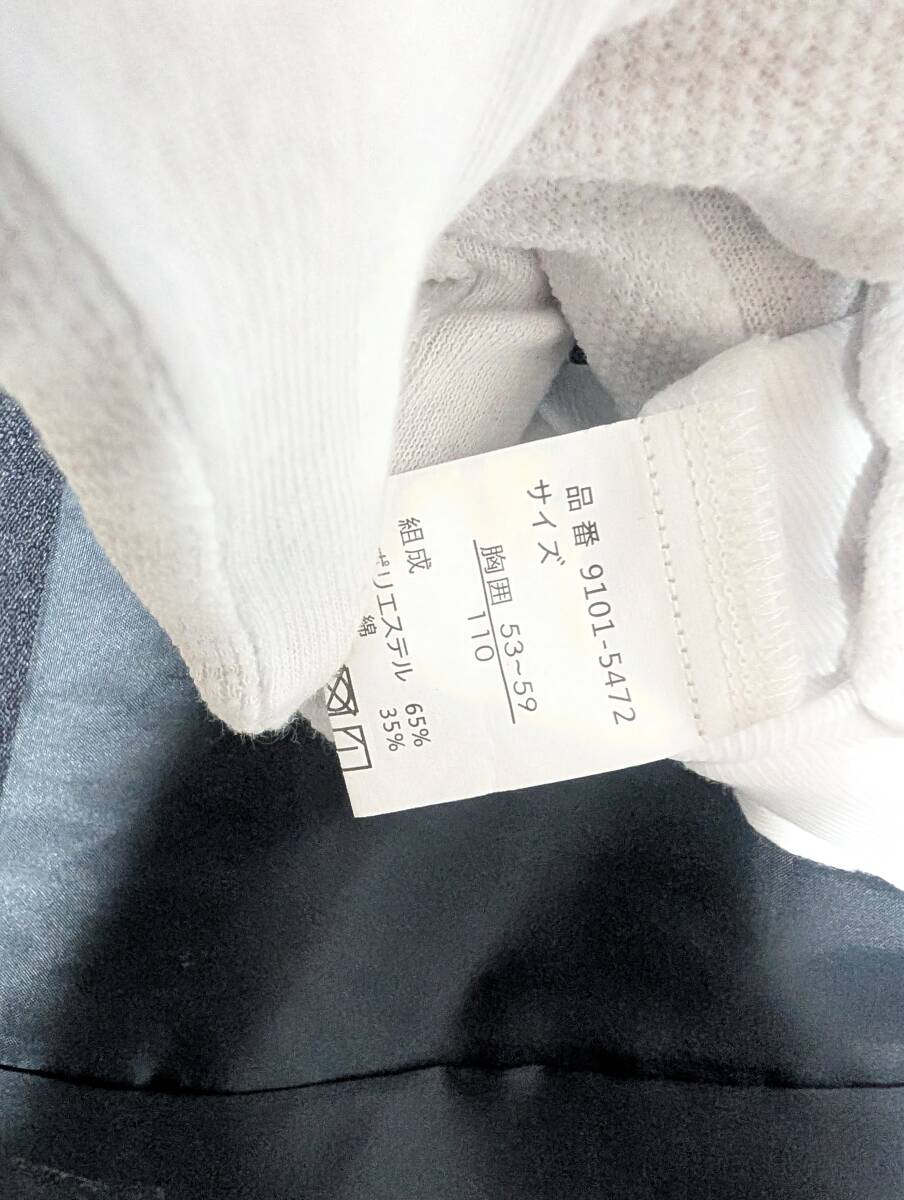 品番 9101-5472
サイズ
胸囲 53~59
110
組成
ポリエステル 65%
綿 35%